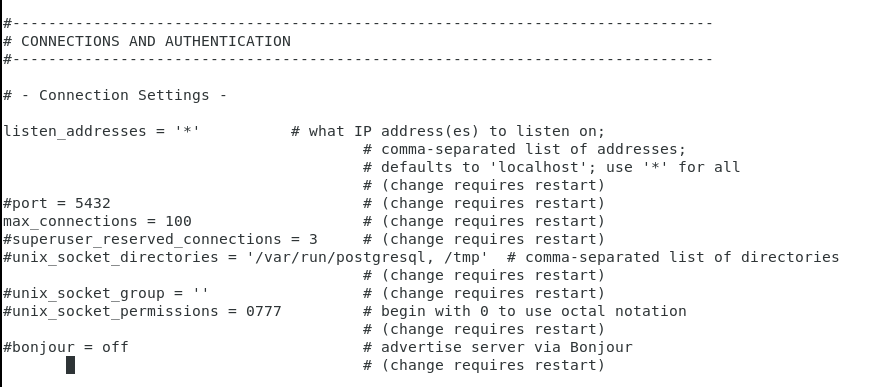 #------------------------------------------------------------------------------
# CONNECTIONS AND AUTHENTICATION
#------------------------------------------------------------------------------
# - Connection Settings -
listen_addresses = '*'          # what IP address(es) to listen on;
                                        # comma-separated list of addresses;
                                        # defaults to 'localhost'; use '*' for all
                                        # (change requires restart)
#port = 5432                            # (change requires restart)
max_connections = 100                   # (change requires restart)
#superuser_reserved_connections = 3     # (change requires restart)
#unix_socket_directories = '/var/run/postgresql, /tmp'  # comma-separated list of directories
                                        # (change requires restart)
#unix_socket_group = ''                 # (change requires restart)
#unix_socket_permissions = 0777         # begin with 0 to use octal notation
                                        # (change requires restart)
#bonjour = off                          # advertise server via Bonjour
                                        # (change requires restart)